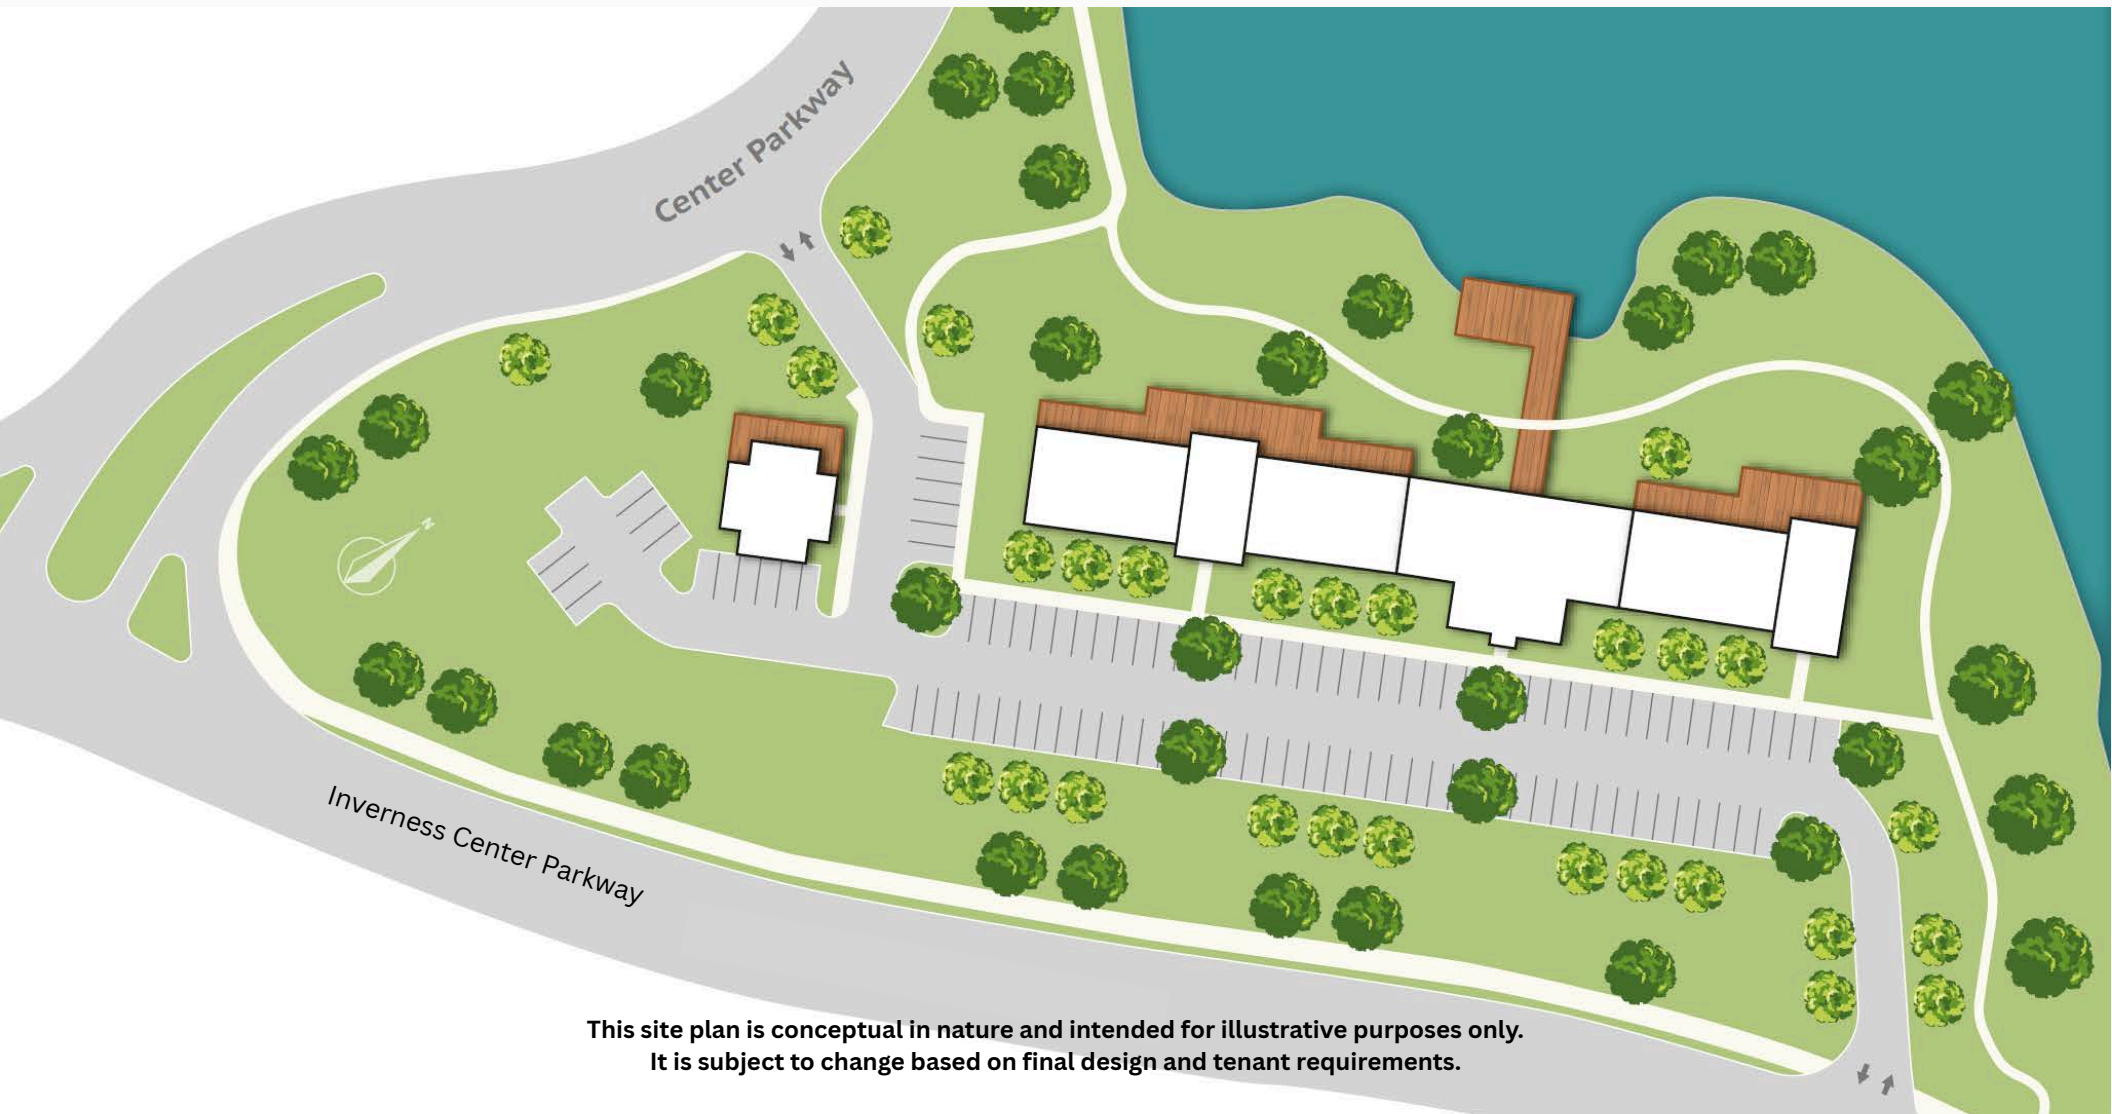 Center Parkway
N
Inverness Center Parkway
This site plan is conceptual in nature and intended for illustrative purposes only.
It is subject to change based on final design and tenant requirements.